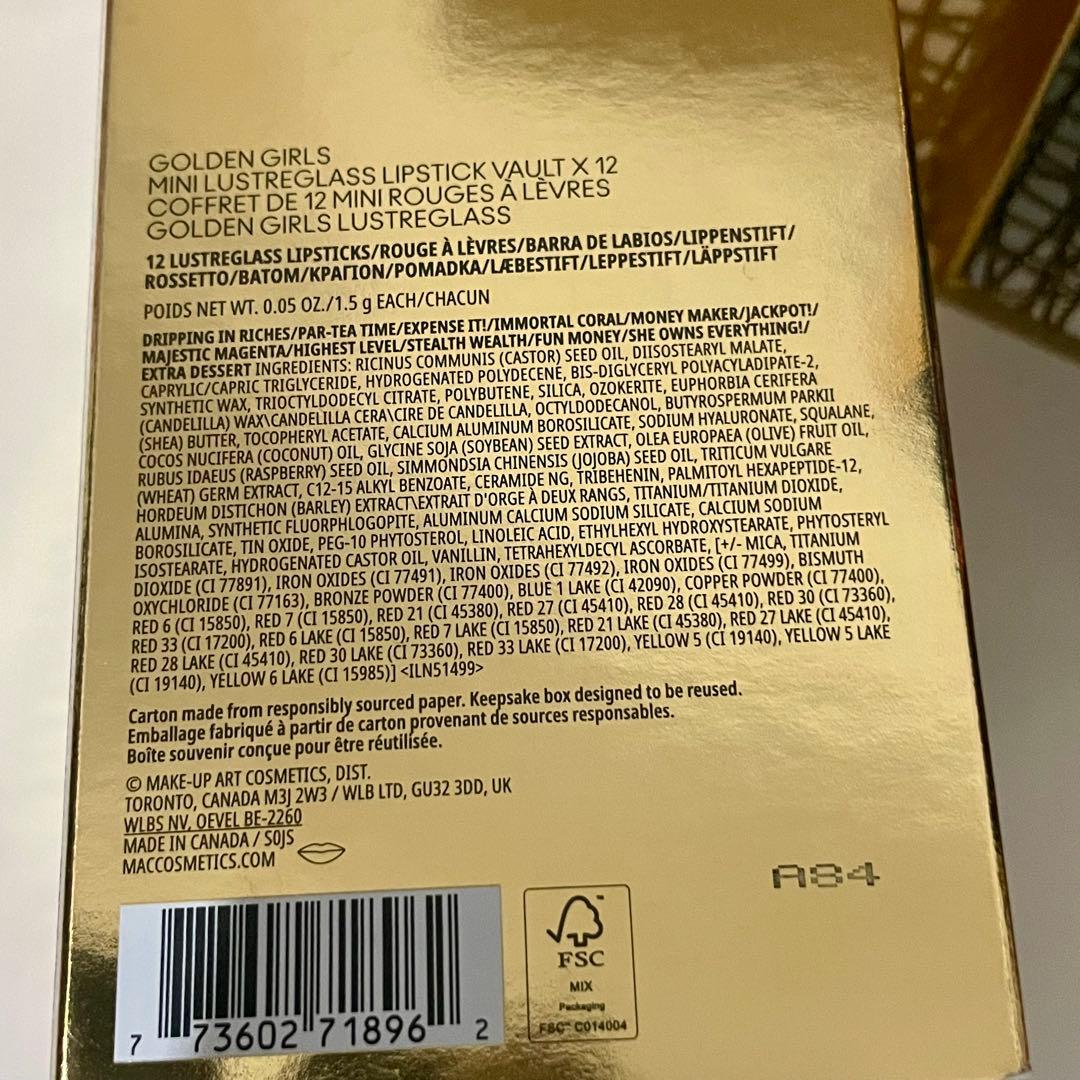 GOLDEN GIRLS
MINI LUSTREGLASS LIPSTICK VAULT X 12
COFFRET DE 12 MINI ROUGES À LÈVRES
GOLDEN GIRLS LUSTREGLASS
12 LUSTREGLASS LIPSTICKS/ROUGE À LÈVRES/BARRA DE LABIOS/LIPPENSTIFT/
ROSSETTO/BATOM/ΚΡΑΓΙΟΝ/POMADKA/LÆBESTIFT/LEPPESTIFT/LÄPPSTIFT
POIDS NET WT. 0.05 OZ./1.5 g EACH/CHACUN
DRIPPING IN RICHES/PAR-TEA TIME/EXPENSE IT!/IMMORTAL CORAL/MONEY MAKER/JACKPOT!/
MAJESTIC MAGENTA/HIGHEST LEVEL/STEALTH WEALTH/FUN MONEY/SHE OWNS EVERYTHING!/
EXTRA DESSERT INGREDIENTS: RICINUS COMMUNIS (CASTOR) SEED OIL, DIISOSTEARYL MALATE,
CAPRYLIC/CAPRIC TRIGLYCERIDE, HYDROGENATED POLYDECENE, BIS-DIGLYCERYL POLYACYLADIPATE-2,
SYNTHETIC WAX, TRIOCTYLDODECYL CITRATE, POLYBUTENE, SILICA, OZOKERITE, EUPHORBIA CERIFERA
(CANDELILLA) WAX\CANDELILLA CERA\CIRE DE CANDELILLA, OCTYLDODECANOL, BUTYROSPERMUM PARKII
(SHEA) BUTTER, TOCOPHERYL ACETATE, CALCIUM ALUMINUM BOROSILICATE, SODIUM HYALURONATE, SQUALANE,
COCOS NUCIFERA (COCONUT) OIL, GLYCINE SOJA (SOYBEAN) SEED EXTRACT, OLEA EUROPAEA (OLIVE) FRUIT OIL,
RUBUS IDAEUS (RASPBERRY) SEED OIL, SIMMONDSIA CHINENSIS (JOJOBA) SEED OIL, TRITICUM VULGARE
(WHEAT) GERM EXTRACT, C12-15 ALKYL BENZOATE, CERAMIDE NG, TRIBEHENIN, PALMITOYL HEXAPEPTIDE-12,
HORDEUM DISTICHON (BARLEY) EXTRACT\EXTRAIT D'ORGE À DEUX RANGS, TITANIUM/TITANIUM DIOXIDE,
ALUMINA, SYNTHETIC FLUORPHLOGOPITE, ALUMINUM CALCIUM SODIUM SILICATE, CALCIUM SODIUM
BOROSILICATE, TIN OXIDE, PEG-10 PHYTOSTEROL, LINOLEIC ACID, ETHYLHEXYL HYDROXYSTEARATE, PHYTOSTERYL
ISOSTEARATE, HYDROGENATED CASTOR OIL, VANILLIN, TETRAHEXYLDECYL ASCORBATE, [+/- MICA, TITANIUM
DIOXIDE (CI 77891), IRON OXIDES (CI 77491), IRON OXIDES (CI 77492), IRON OXIDES (CI 77499), BISMUTH
OXYCHLORIDE (CI 77163), BRONZE POWDER (CI 77400), BLUE 1 LAKE (CI 42090), COPPER POWDER (CI 77400),
RED 6 (CI 15850), RED 7 (CI 15850), RED 21 (CI 45380), RED 27 (CI 45410), RED 28 (CI 45410), RED 30 (CI 73360),
RED 33 (CI 17200), RED 6 LAKE (CI 15850), RED 7 LAKE (CI 15850), RED 21 LAKE (CI 45380), RED 27 LAKE (CI 45410),
RED 28 LAKE (CI 45410), RED 30 LAKE (CI 73360), RED 33 LAKE (CI 17200), YELLOW 5 (CI 19140), YELLOW 5 LAKE
(CI 19140), YELLOW 6 LAKE (CI 15985)] <ILN51499>
Carton made from responsibly sourced paper. Keepsake box designed to be reused.
Emballage fabriqué à partir de carton provenant de sources responsables.
Boîte souvenir conçue pour être réutilisée.
© MAKE-UP ART COSMETICS, DIST.
TORONTO, CANADA M3J 2W3 / WLB LTD, GU32 3DD, UK
WLBS NV, OEVEL BE-2260
MADE IN CANADA / S0JS
MACCOSMETICS.COM
A84
7 73602 71896 2
FSC
MIX
Packaging
FSC™ C014004